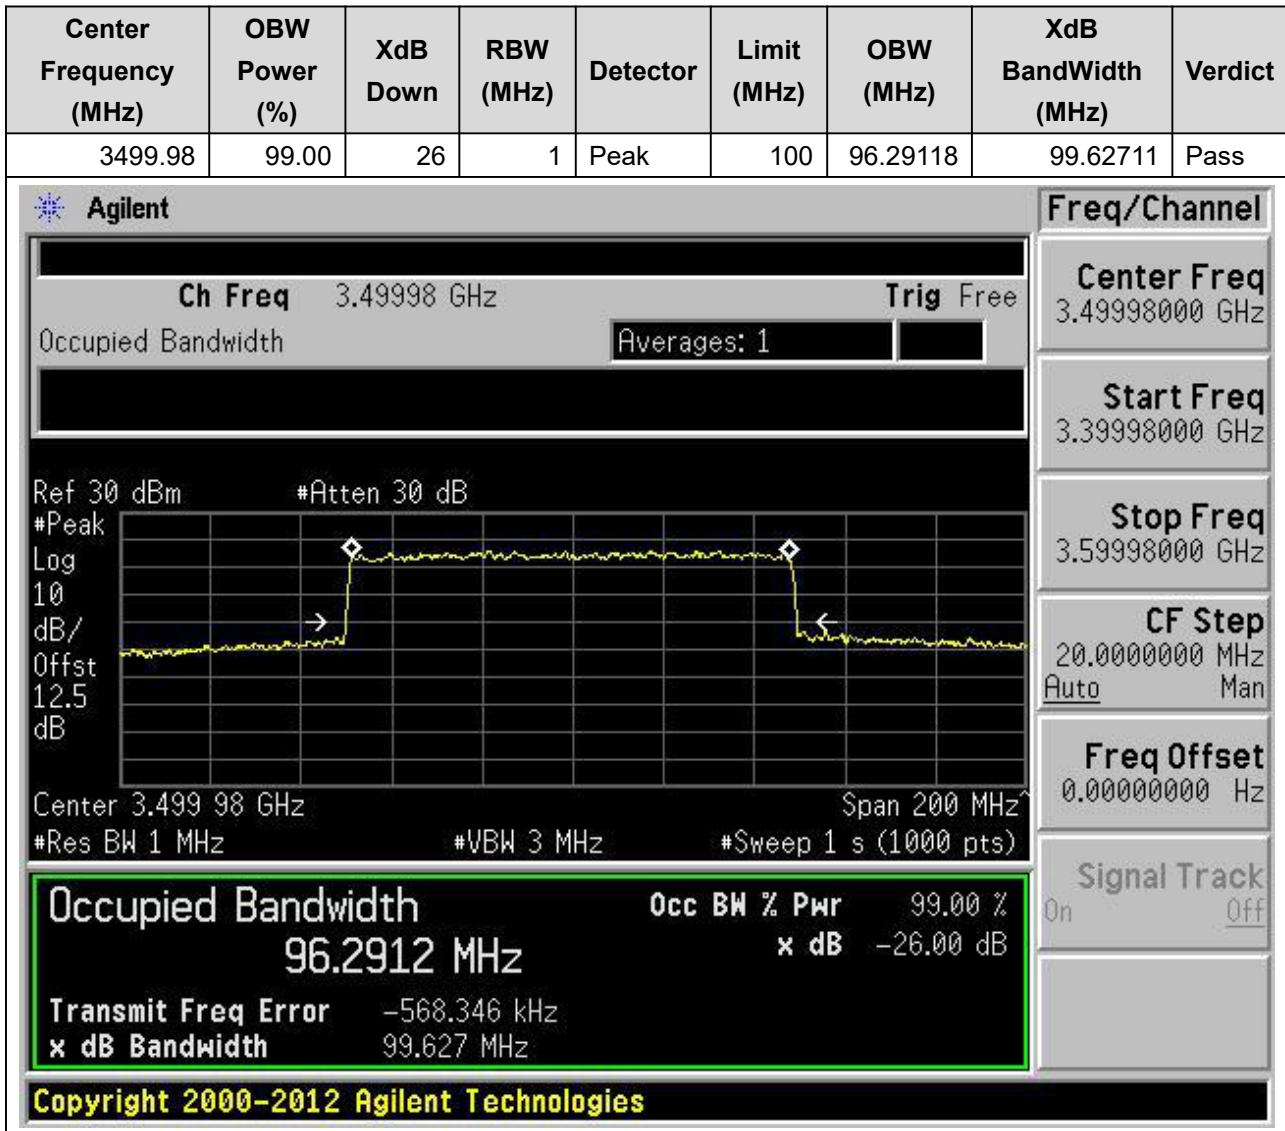 Center Frequency (MHz) OBW Power (%) XdB Down RBW (MHz) Detector Limit (MHz) OBW (MHz) XdB BandWidth (MHz) Verdict
3499.98 99.00 26 1 Peak 100 96.29118 99.62711 Pass
Agilent
Ch Freq 3.49998 GHz Trig Free
Occupied Bandwidth Averages: 1
Ref 30 dBm #Atten 30 dB
#Peak
Log
10
dB/
Offst
12.5
dB
Center 3.499 98 GHz Span 200 MHz^
#Res BW 1 MHz #VBW 3 MHz #Sweep 1 s (1000 pts)
Occupied Bandwidth Occ BW % Pwr 99.00 %
96.2912 MHz x dB -26.00 dB
Transmit Freq Error -568.346 kHz
x dB Bandwidth 99.627 MHz
Copyright 2000-2012 Agilent Technologies
Freq/Channel
Center Freq
3.49998000 GHz
Start Freq
3.39998000 GHz
Stop Freq
3.59998000 GHz
CF Step
20.0000000 MHz
Auto Man
Freq Offset
0.00000000 Hz
Signal Track
On Off